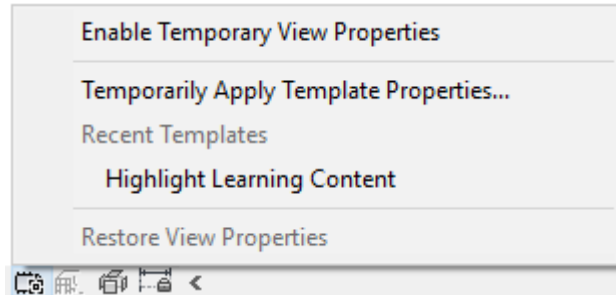 Enable Temporary View Properties
Temporarily Apply Template Properties...
Recent Templates
Highlight Learning Content
Restore View Properties